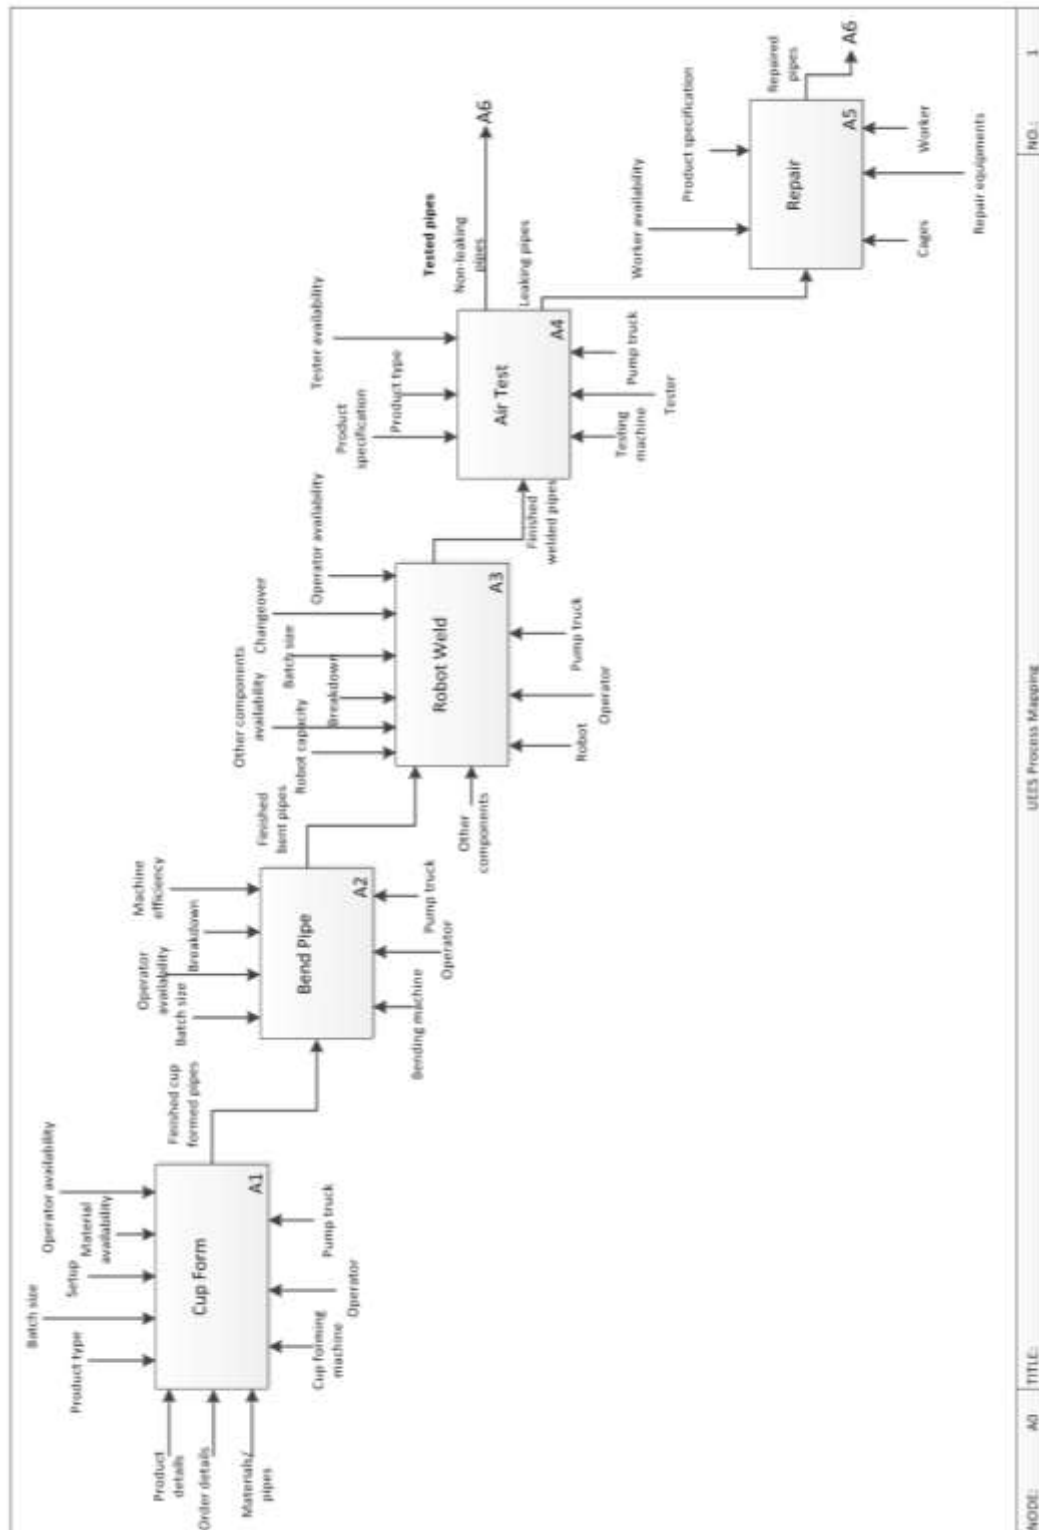 Product
details
Order details
Materials/
pipes
Product type
Batch size
Setup
Material
availability
Operator availability
Cup Form
A1
Cup forming
machine
Operator
Pump truck
Finished cup
formed pipes
Batch size
Operator
availability
Breakdown
Machine
efficiency
Bend Pipe
A2
Bending machine
Operator
Pump truck
Finished
bent pipes
Other
components
Robot capacity
Other components
availability
Breakdown
Batch size
Changeover
Operator availability
Robot Weld
A3
Robot
Operator
Pump truck
Finished
welded pipes
Product
specification
Product type
Tester availability
Air Test
A4
Testing
machine
Tester
Pump truck
Tested pipes
Non-leaking
pipes
A6
Leaking pipes
Worker availability
Product specification
Repair
A5
Cages
Repair equipments
Worker
Repaired
pipes
A6
NODE:
A0
TITLE:
UEES Process Mapping
NO.:
1